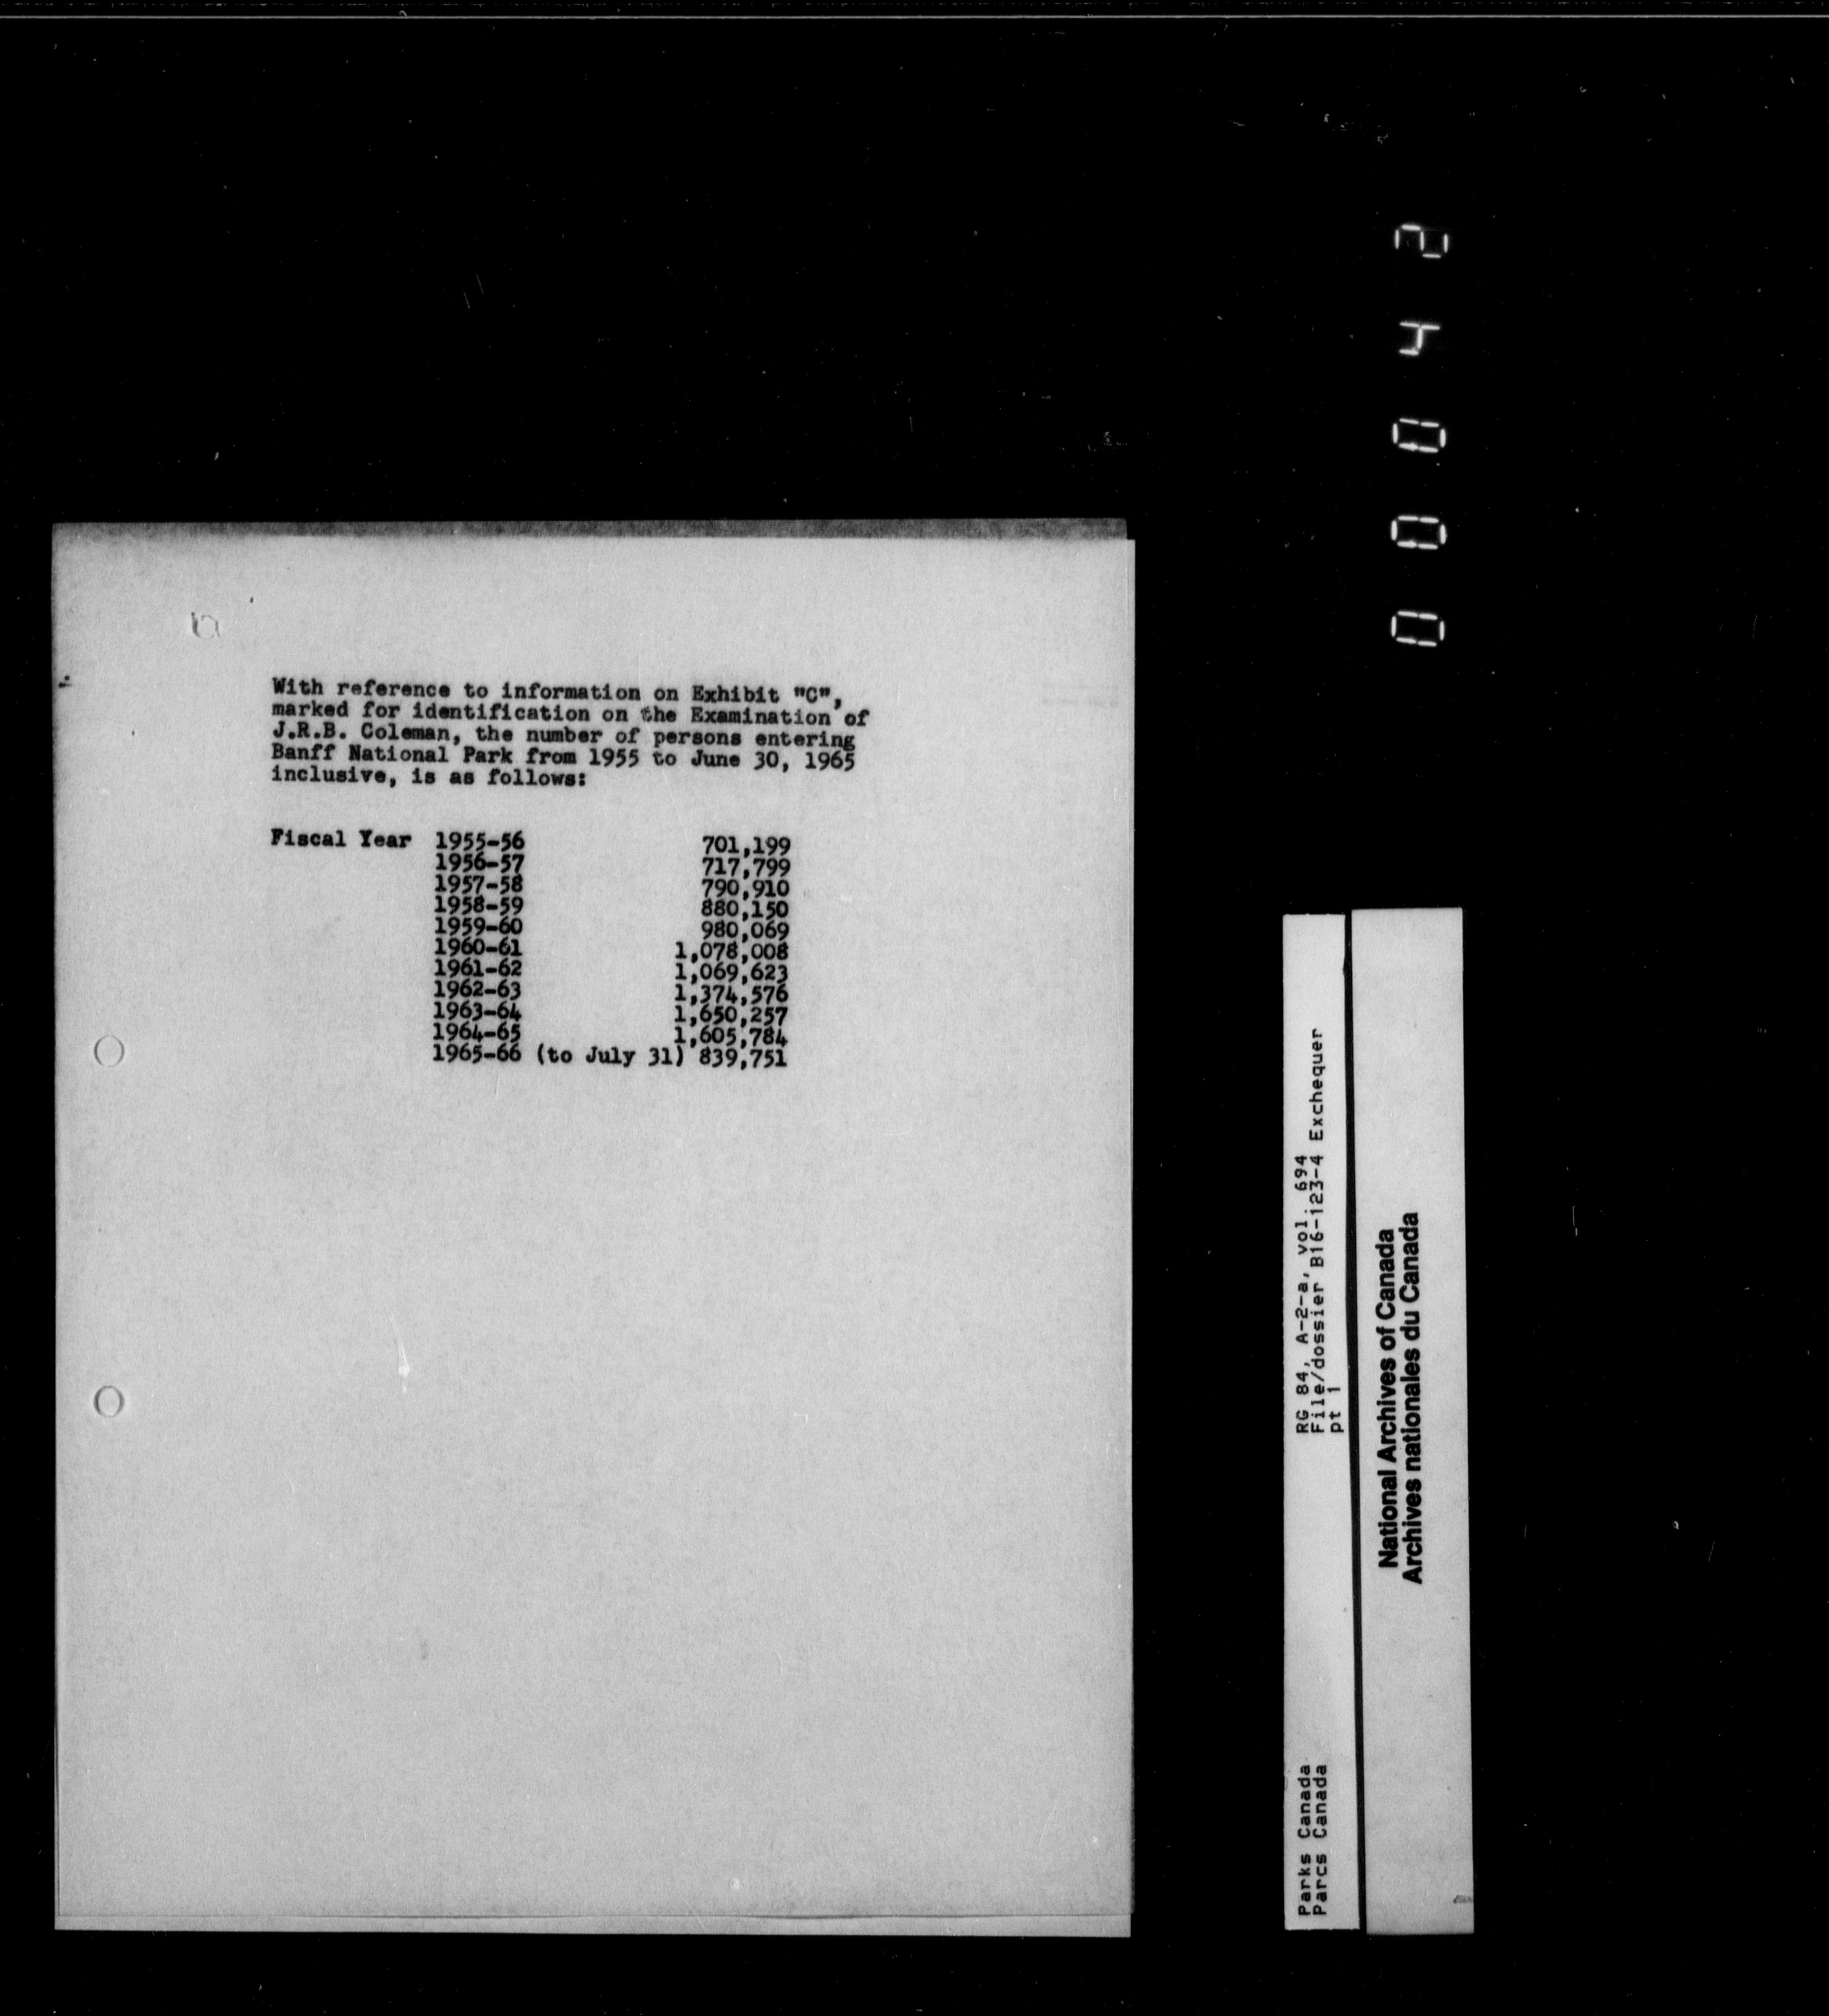 With reference to information on Exhibit "C",
marked for identification on the Examination of
J.R.B. Coleman, the number of persons entering
Banff National Park from 1955 to June 30, 1965
inclusive, is as follows:
Fiscal Year 1955-56 701,199
1956-57 717,799
1957-58 790,910
1958-59 880,150
1959-60 980,069
1960-61 1,078,008
1961-62 1,069,623
1962-63 1,374,576
1963-64 1,650,257
1964-65 1,605,784
1965-66 (to July 31) 839,751
Parks Canada
Parcs Canada
RG 84, A-2-a, vol. 694
File/dossier B16-123-4 Exchequer
pt 1
National Archives of Canada
Archives nationales du Canada